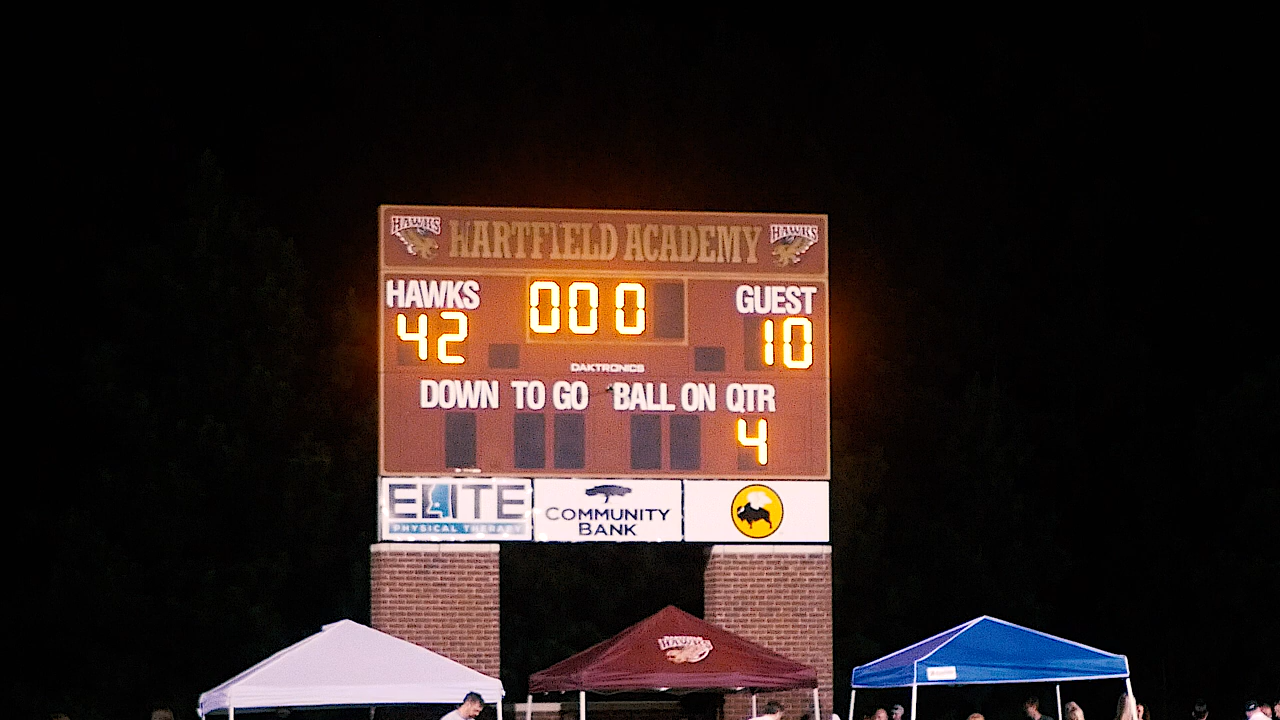 HAWKS HARTFIELD ACADEMY HAWKS
HAWKS 000 GUEST
42 10
DAKTRONICS
DOWN TO GO BALL ON QTR
4
ELITE
PHYSICAL THERAPY
COMMUNITY
BANK
HAWKS